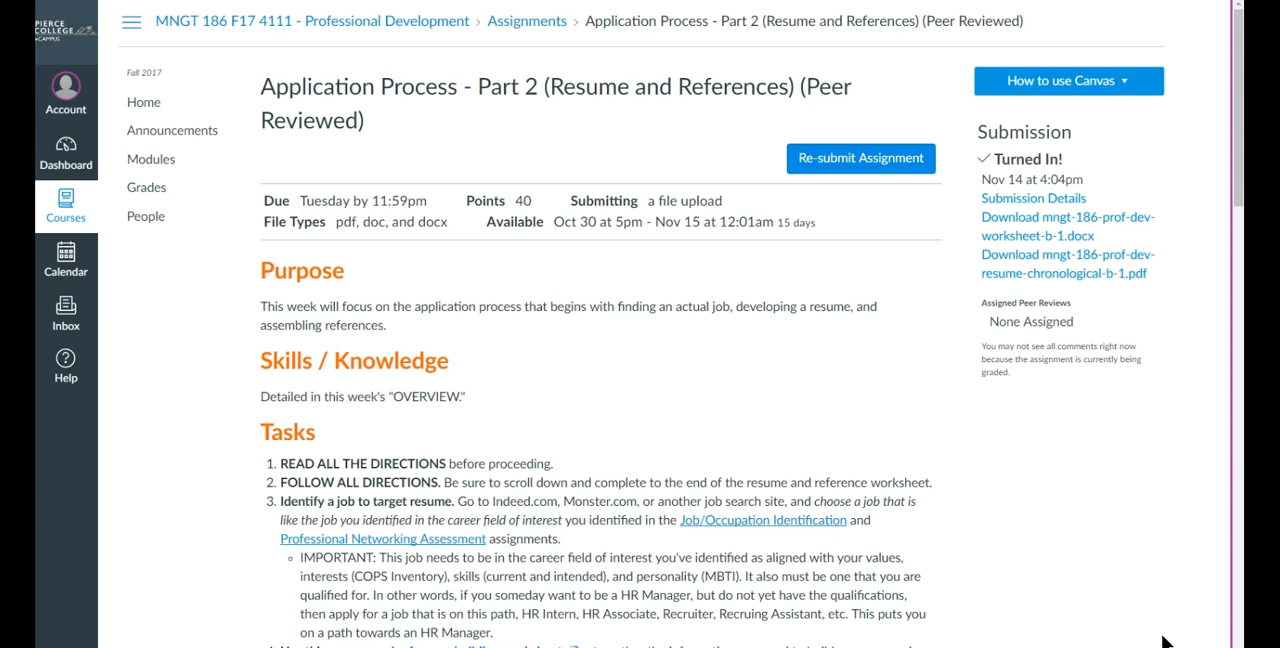 PIERCE
COLLEGE
CAMPUS
MNGT 186 F17 4111 - Professional Development › Assignments › Application Process - Part 2 (Resume and References) (Peer Reviewed)
Account
Dashboard
Courses
Calendar
Inbox
Help
Fall 2017
Home
Announcements
Modules
Grades
People
Application Process - Part 2 (Resume and References) (Peer
Reviewed)
Re-submit Assignment
Due Tuesday by 11:59pm Points 40 Submitting a file upload
File Types pdf, doc, and docx Available Oct 30 at 5pm - Nov 15 at 12:01am 15 days
Purpose
This week will focus on the application process that begins with finding an actual job, developing a resume, and
assembling references.
Skills / Knowledge
Detailed in this week's "OVERVIEW."
Tasks
1. READ ALL THE DIRECTIONS before proceeding.
2. FOLLOW ALL DIRECTIONS. Be sure to scroll down and complete to the end of the resume and reference worksheet.
3. Identify a job to target resume. Go to Indeed.com, Monster.com, or another job search site, and choose a job that is
like the job you identified in the career field of interest you identified in the Job/Occupation Identification and
Professional Networking Assessment assignments.
IMPORTANT: This job needs to be in the career field of interest you've identified as aligned with your values,
interests (COPS Inventory), skills (current and intended), and personality (MBTI). It also must be one that you are
qualified for. In other words, if you someday want to be a HR Manager, but do not yet have the qualifications,
then apply for a job that is on this path, HR Intern, HR Associate, Recruiter, Recruing Assistant, etc. This puts you
on a path towards an HR Manager.
How to use Canvas
Submission
Turned In!
Nov 14 at 4:04pm
Submission Details
Download mngt-186-prof-dev-
worksheet-b-1.docx
Download mngt-186-prof-dev-
resume-chronological-b-1.pdf
Assigned Peer Reviews
None Assigned
You may not see all comments right now
because the assignment is currently being
graded.